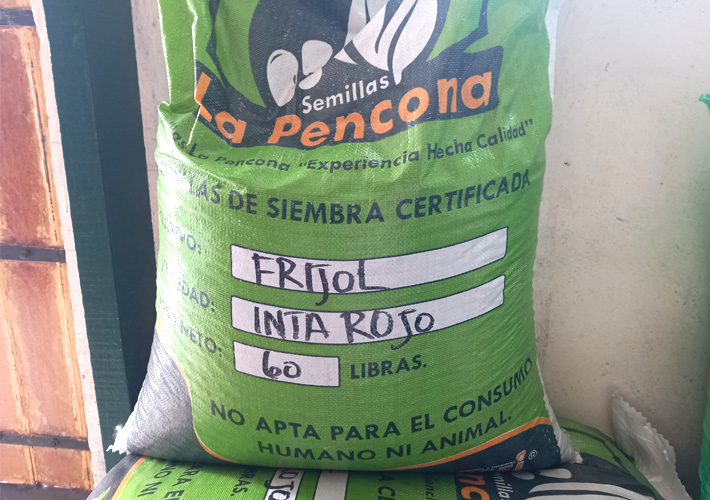 Semillas
La Pencona
La Pencona "Experiencia Hecha Calidad"
DE SIEMBRA CERTIFICADA
FRIJOL
INTA ROJO
NETO: 60 LIBRAS.
NO APTA PARA EL CONSUMO
HUMANO NI ANIMAL.
®